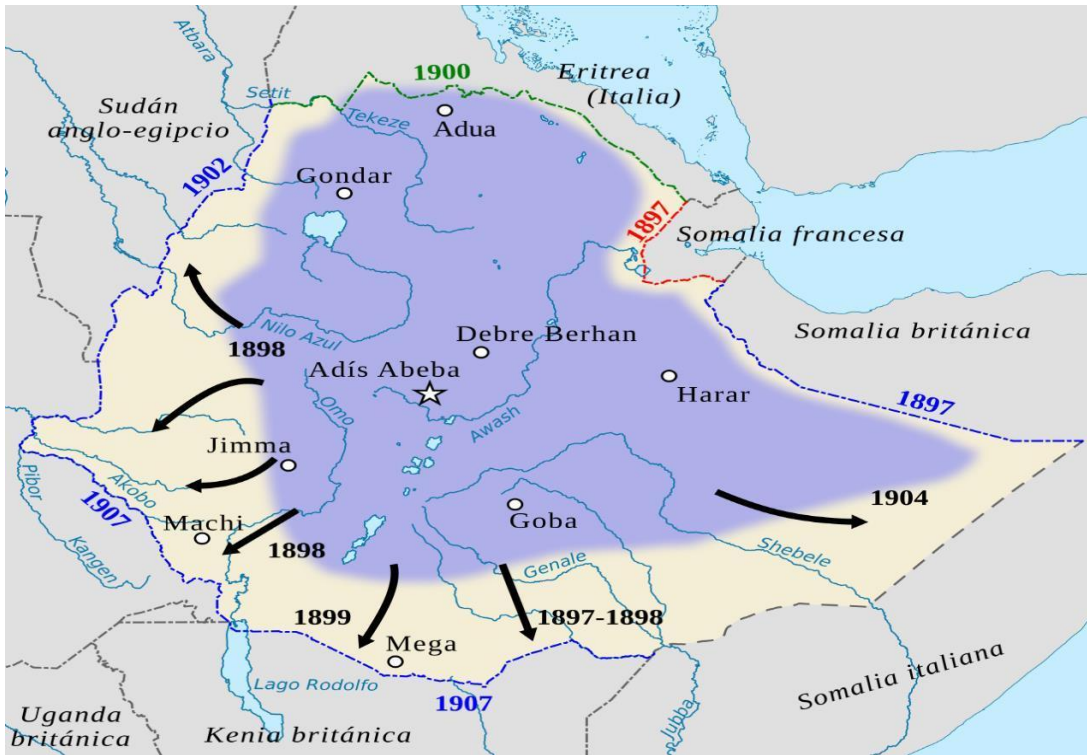 Atbara
1900
Eritrea
(Italia)
Setit
Sudán
anglo-egipcio
Tekeze
Adua
1902
Gondar
1897
Somalia francesa
Nilo Azul
1898
Debre Berhan
Somalia británica
Adís Abeba
Harar
1897
Omo
Awash
Jimma
Pibor
Akobo
1904
1907
Machi
Goba
Kangen
1898
Shebele
Genale
1899
1897-1898
Mega
Lago Rodolfo
1907
Somalia italiana
Jubba
Uganda
británica
Kenia británica